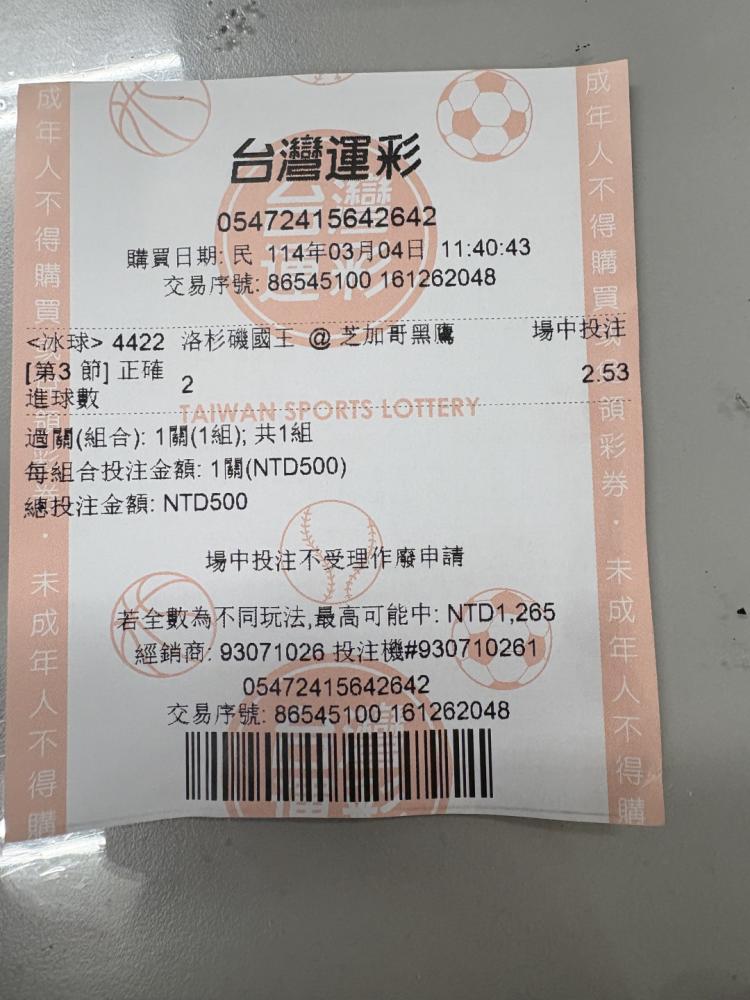 台灣運彩
05472415642642
購買日期: 民 114年03月04日 11:40:43
交易序號: 86545100 161262048
<冰球> 4422 洛杉磯國王 @ 芝加哥黑鷹 場中投注
[第3 節] 正確進球數 2 2.53
TAIWAN SPORTS LOTTERY
過關(組合): 1關(1組); 共1組
每組合投注金額: 1關(NTD500)
總投注金額: NTD500
場中投注不受理作廢申請
若全數為不同玩法,最高可能中: NTD1,265
經銷商: 93071026 投注機#930710261
05472415642642
交易序號: 86545100 161262048
成年人不得購買
領彩券・未成年人不得購
成年人不得購買
領彩券・未成年人不得購
台灣運彩